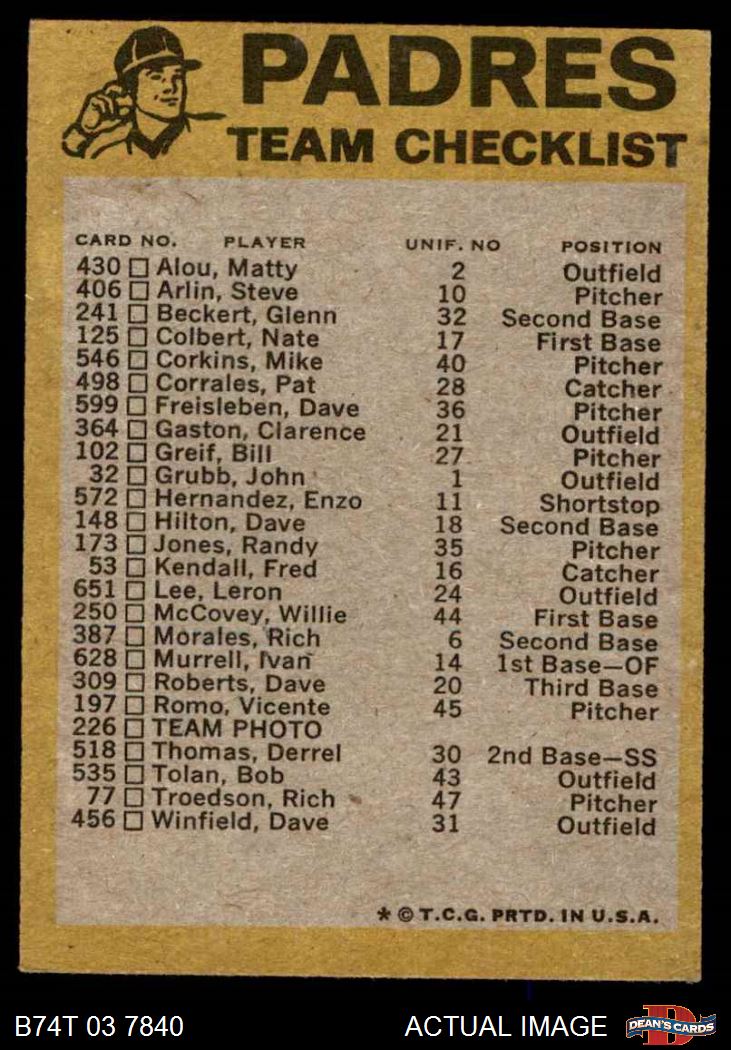 PADRES
TEAM CHECKLIST
CARD NO. PLAYER UNIF. NO POSITION
430 Alou, Matty 2 Outfield
406 Arlin, Steve 10 Pitcher
241 Beckert, Glenn 32 Second Base
125 Colbert, Nate 17 First Base
546 Corkins, Mike 40 Pitcher
498 Corrales, Pat 28 Catcher
599 Freisleben, Dave 36 Pitcher
364 Gaston, Clarence 21 Outfield
102 Greif, Bill 27 Pitcher
32 Grubb, John 1 Outfield
572 Hernandez, Enzo 11 Shortstop
148 Hilton, Dave 18 Second Base
173 Jones, Randy 35 Pitcher
53 Kendall, Fred 16 Catcher
651 Lee, Leron 24 Outfield
250 McCovey, Willie 44 First Base
387 Morales, Rich 6 Second Base
628 Murrell, Ivan 14 1st Base—OF
309 Roberts, Dave 20 Third Base
197 Romo, Vicente 45 Pitcher
226 TEAM PHOTO
518 Thomas, Derrel 30 2nd Base—SS
535 Tolan, Bob 43 Outfield
77 Troedson, Rich 47 Pitcher
456 Winfield, Dave 31 Outfield
* © T.C.G. PRTD. IN U.S.A.
B74T 03 7840 ACTUAL IMAGE DEAN'S CARDS